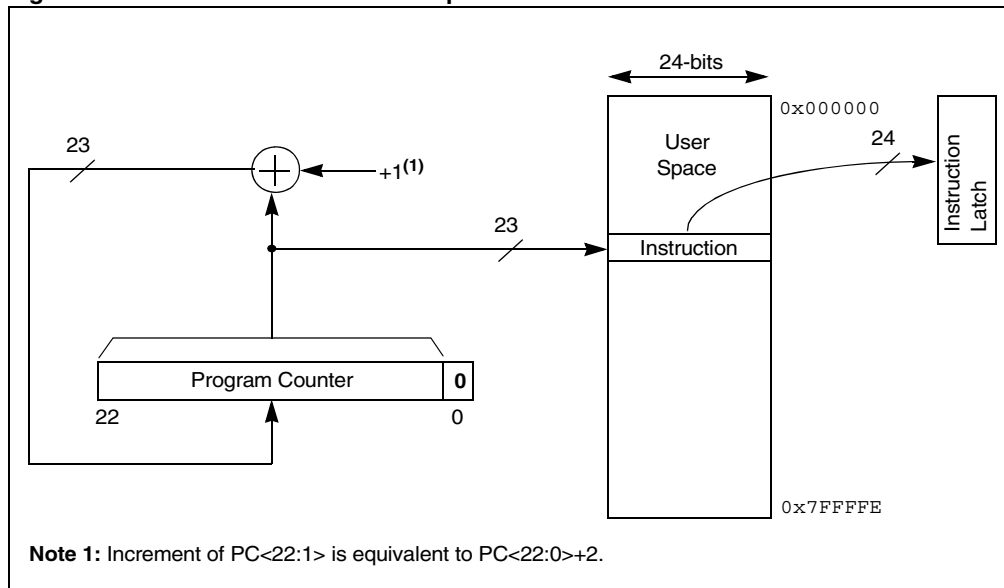 24-bits
0x000000
23
+1(1)
User
Space
24
Instruction
Latch
23
Instruction
Program Counter
0
22
0
0x7FFFFE
Note 1: Increment of PC<22:1> is equivalent to PC<22:0>+2.